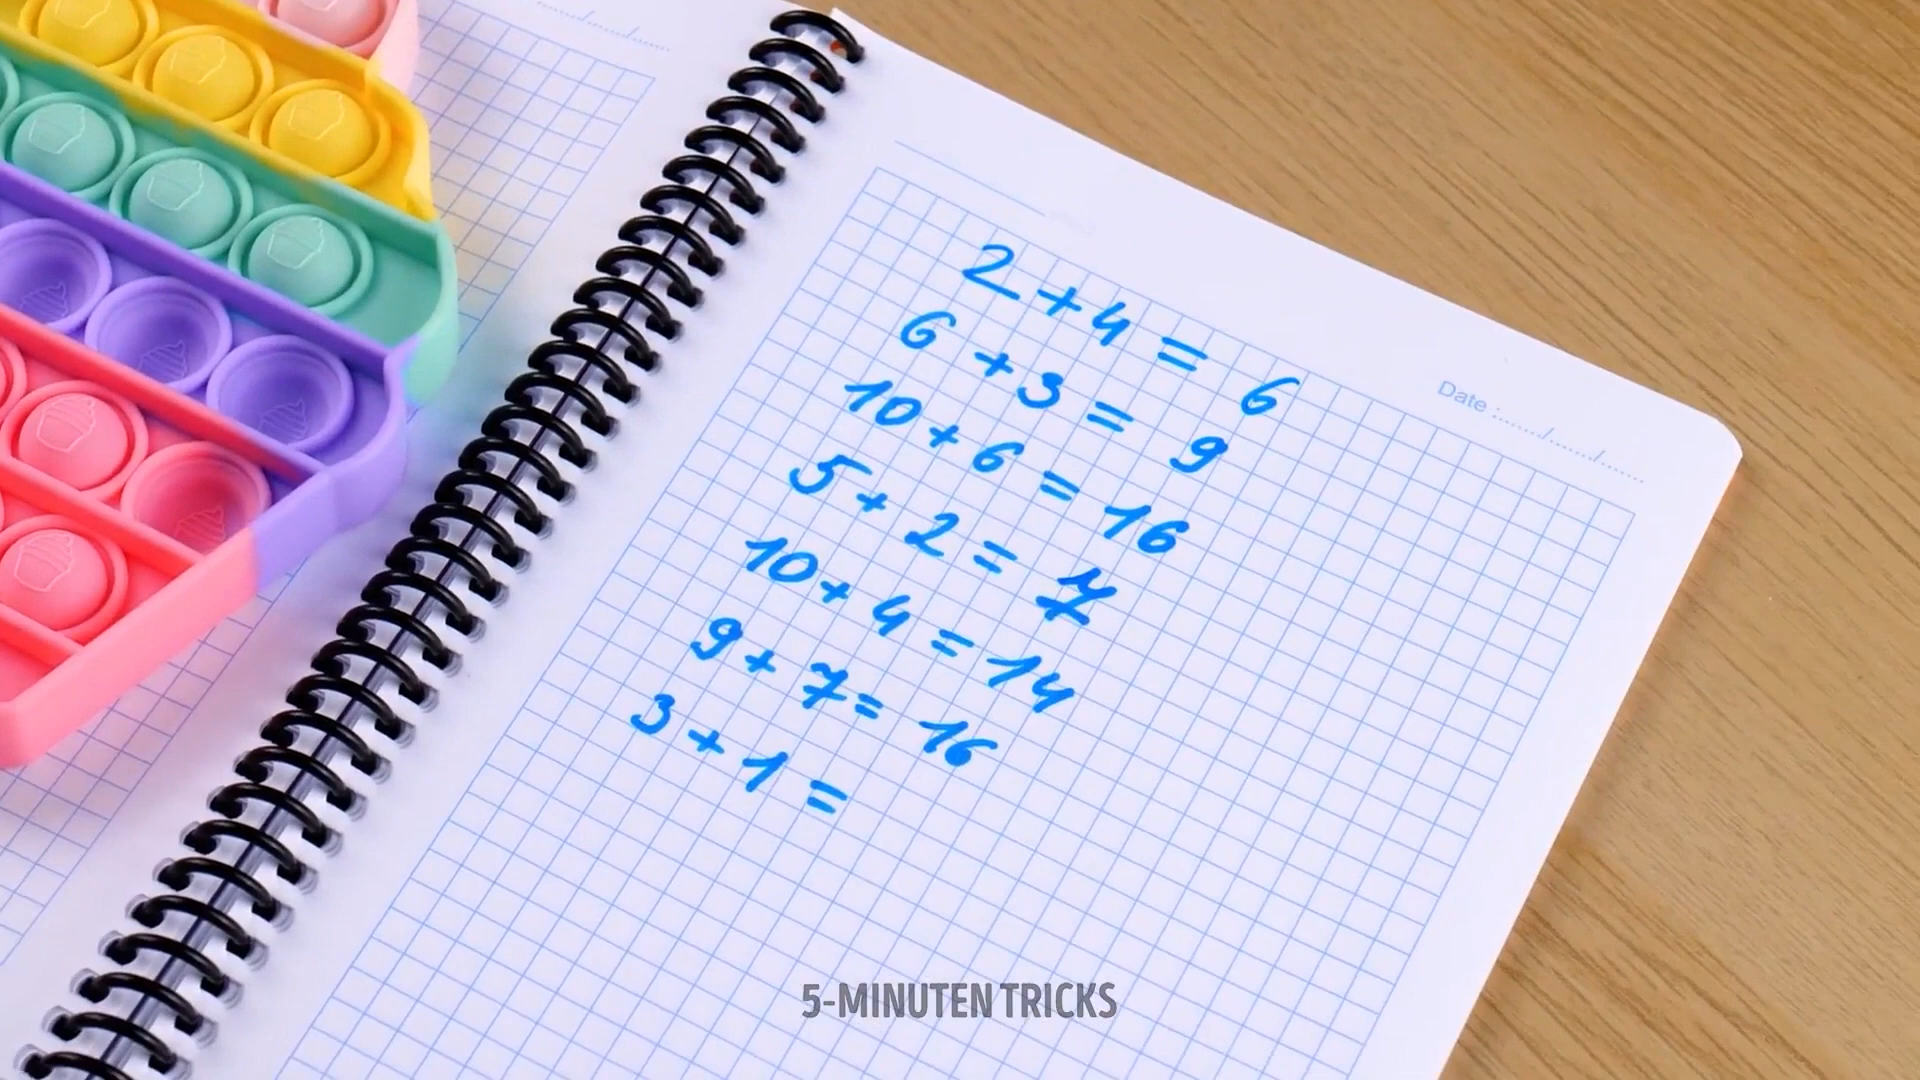 Date :....../....../......
2 + 4 = 6
6 + 3 = 9
10 + 6 = 16
5 + 2 = 7
10 + 4 = 14
9 + 7 = 16
3 + 1 =
5-MINUTEN TRICKS